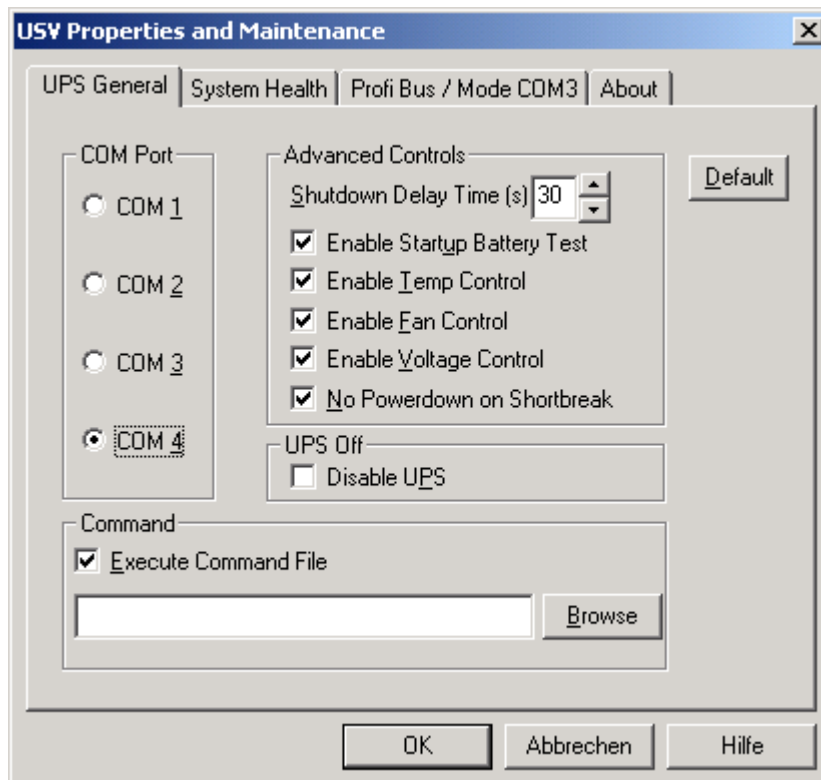 USV Properties and Maintenance
UPS General System Health Profi Bus / Mode COM3 About
COM Port
COM 1
COM 2
COM 3
COM 4
Advanced Controls
Shutdown Delay Time (s) 30
Enable Startup Battery Test
Enable Temp Control
Enable Fan Control
Enable Voltage Control
No Powerdown on Shortbreak
Default
UPS Off
Disable UPS
Command
Execute Command File
Browse
OK Abbrechen Hilfe